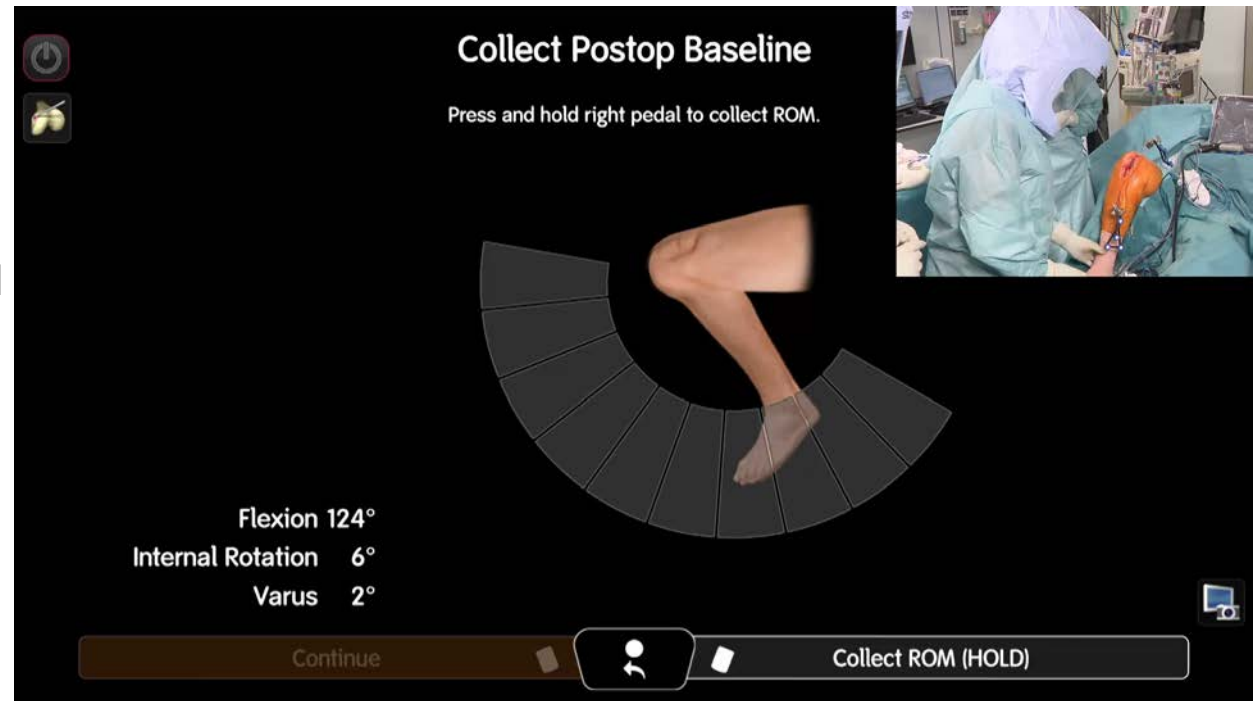 Collect Postop Baseline
Press and hold right pedal to collect ROM.
Flexion 124°
Internal Rotation 6°
Varus 2°
Continue
Collect ROM (HOLD)